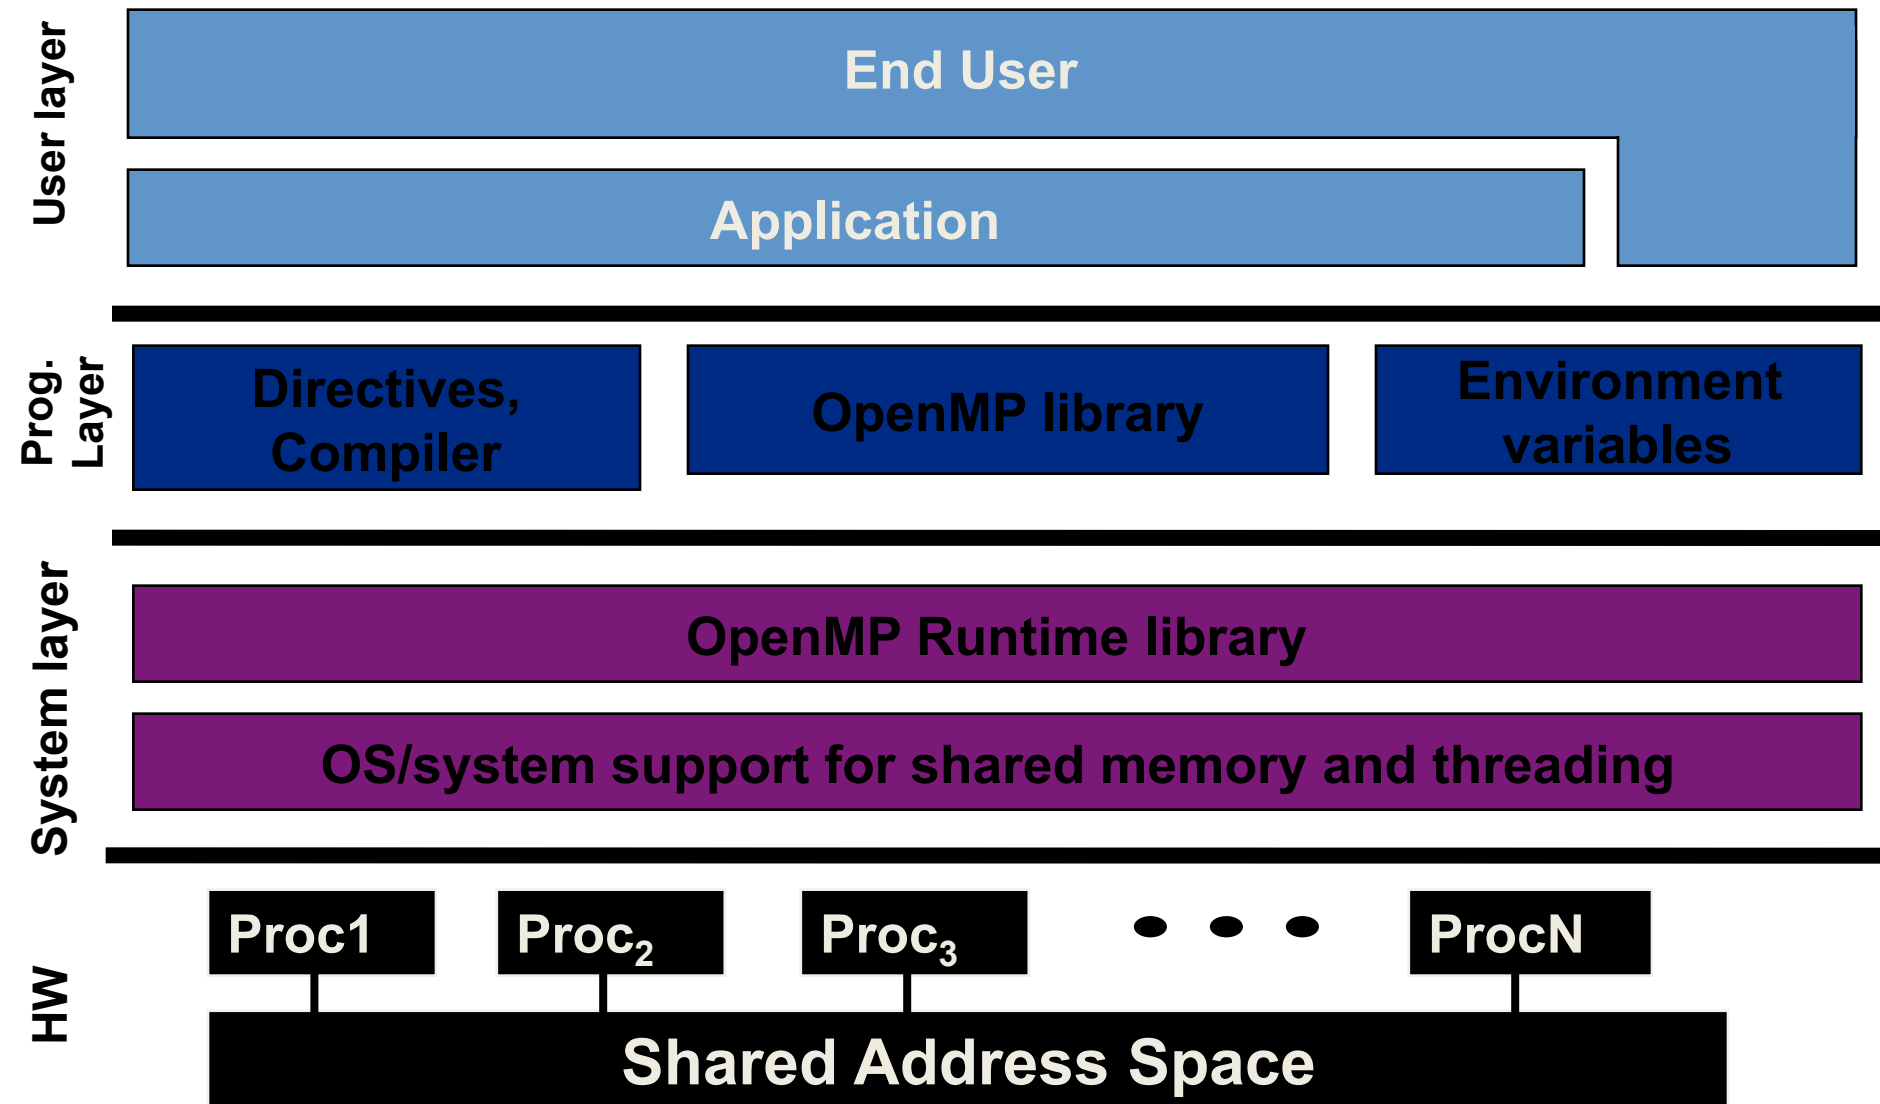 User layer
End User
Application
Prog.
Layer
Directives,
Compiler
OpenMP library
Environment
variables
System layer
OpenMP Runtime library
OS/system support for shared memory and threading
HW
Proc1
Proc₂
Proc₃
ProcN
Shared Address Space